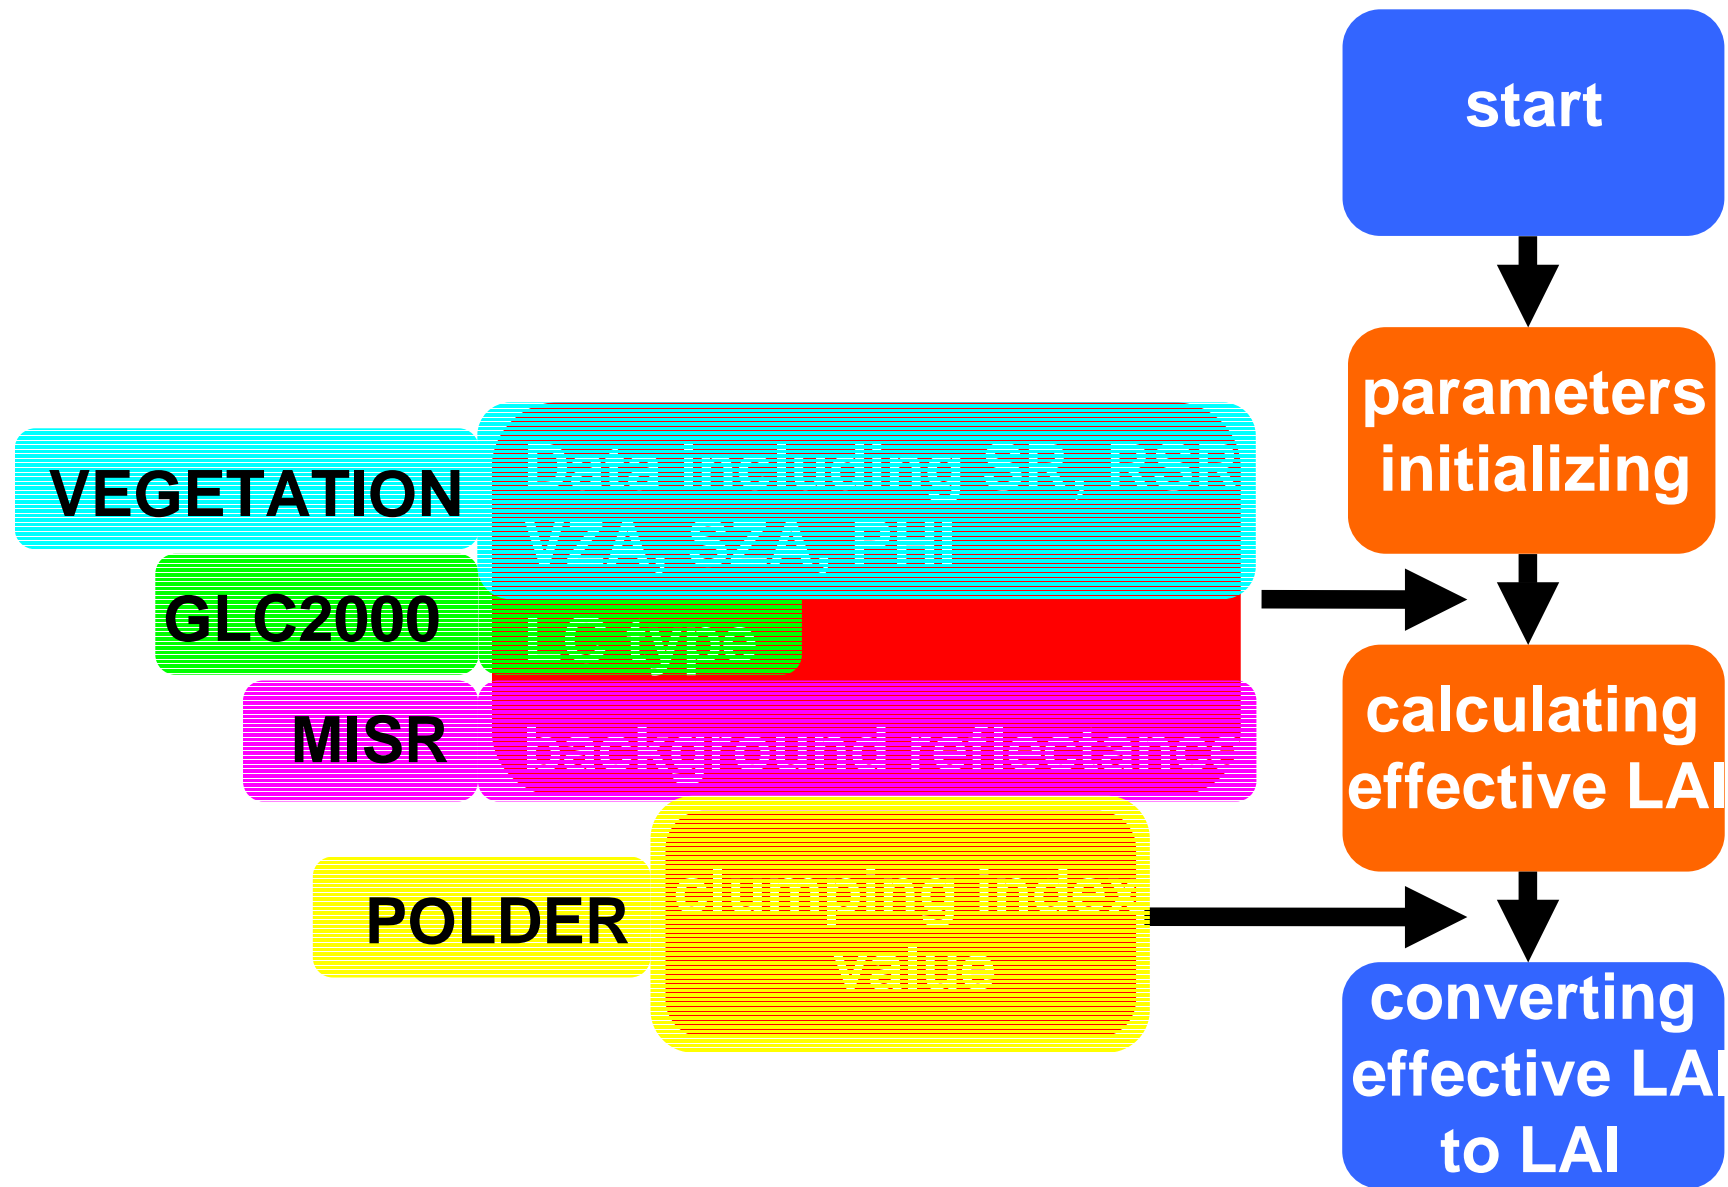 start
parameters
initializing
VEGETATION
Data including SR, RSR
VZA, SZA, PHI
GLC2000
LC type
MISR
background reflectance
calculating
effective LAI
POLDER
clumping index
value
converting
effective LAI
to LAI